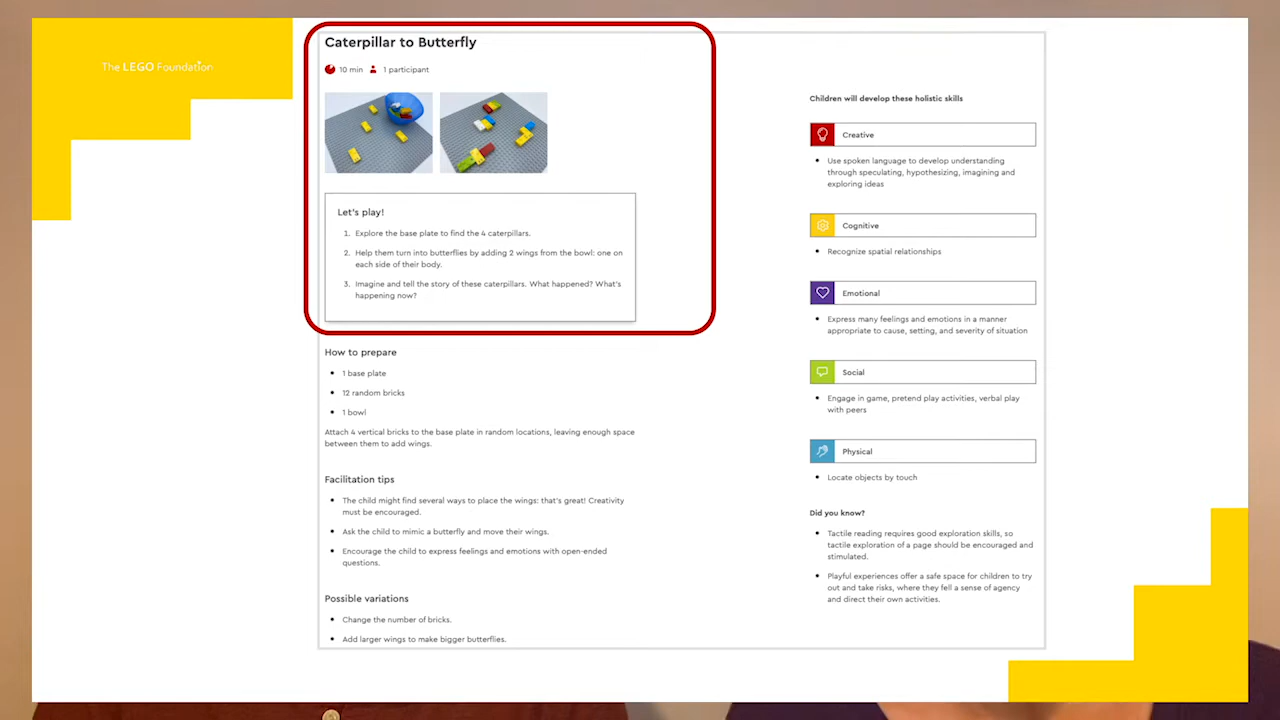 The LEGO Foundation
Caterpillar to Butterfly
10 min 1 participant
Let's play!
1. Explore the base plate to find the 4 caterpillars.
2. Help them turn into butterflies by adding 2 wings from the bowl: one on
each side of their body.
3. Imagine and tell the story of these caterpillars. What happened? What's
happening now?
How to prepare
• 1 base plate
• 12 random bricks
• 1 bowl
Attach 4 vertical bricks to the base plate in random locations, leaving enough space
between them to add wings.
Facilitation tips
• The child might find several ways to place the wings: that's great! Creativity
must be encouraged.
• Ask the child to mimic a butterfly and move their wings.
• Encourage the child to express feelings and emotions with open-ended
questions.
Possible variations
• Change the number of bricks.
• Add larger wings to make bigger butterflies.
Children will develop these holistic skills
Creative
• Use spoken language to develop understanding
through speculating, hypothesizing, imagining and
exploring ideas
Cognitive
• Recognize spatial relationships
Emotional
• Express many feelings and emotions in a manner
appropriate to cause, setting, and severity of situation
Social
• Engage in game, pretend play activities, verbal play
with peers
Physical
• Locate objects by touch
Did you know?
• Tactile reading requires good exploration skills, so
tactile exploration of a page should be encouraged and
stimulated.
• Playful experiences offer a safe space for children to try
out and take risks, where they fell a sense of agency
and direct their own activities.